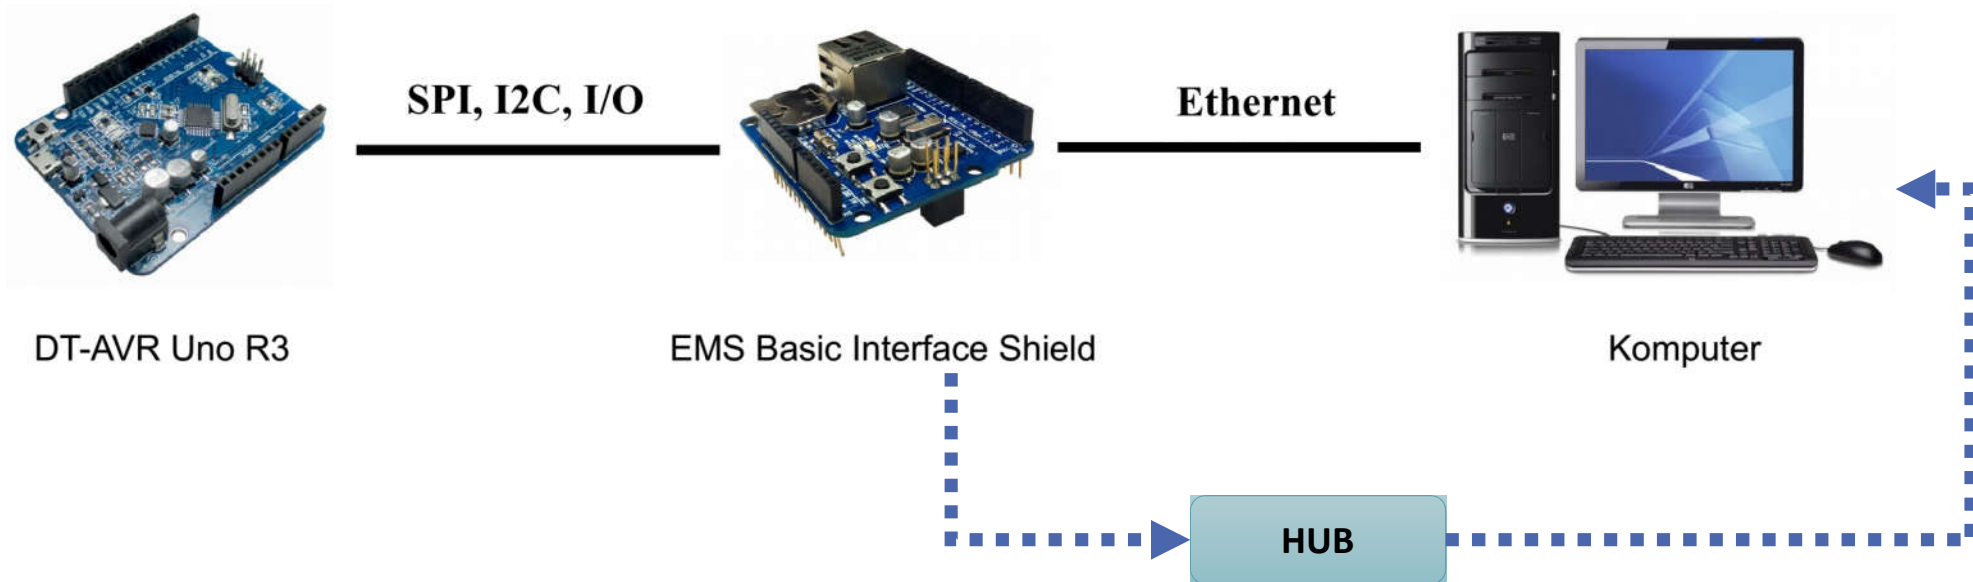 SPI, I2C, I/O
Ethernet
DT-AVR Uno R3
EMS Basic Interface Shield
Komputer
HUB